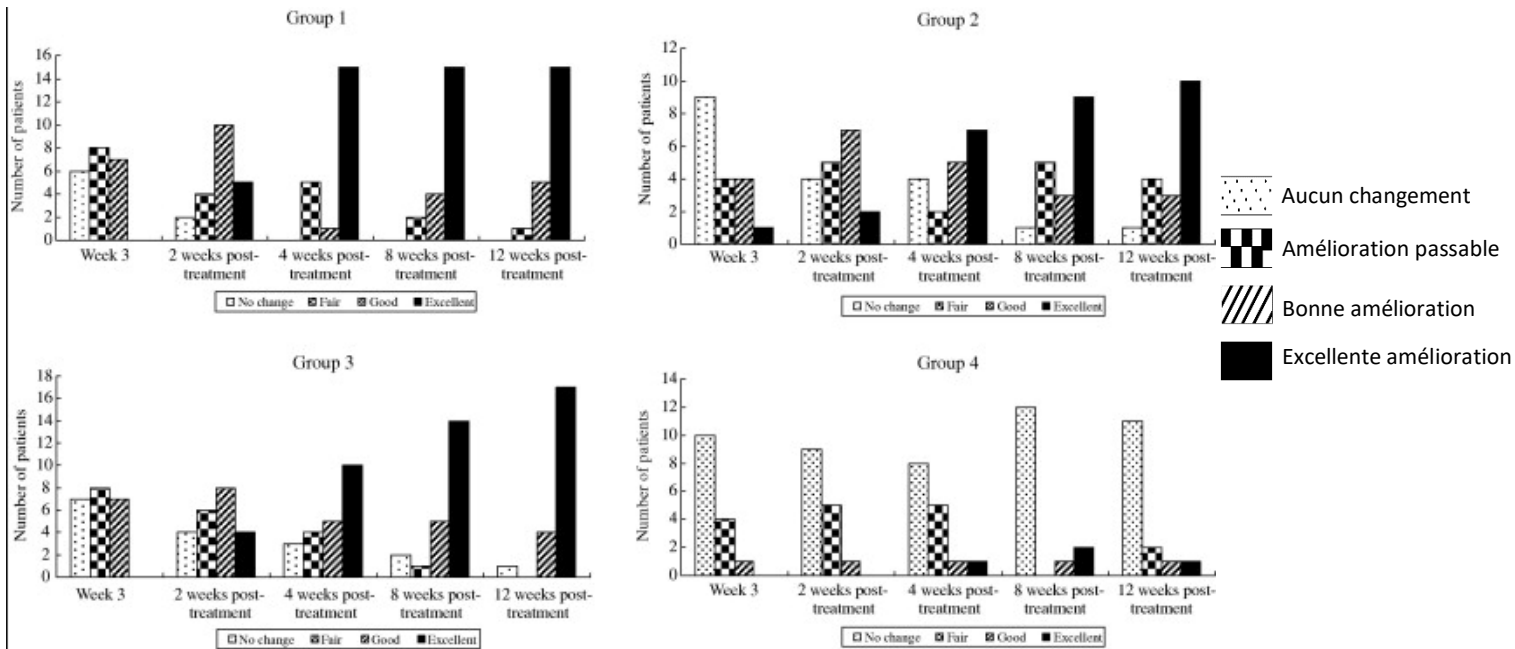 Group 1
Number of patients
16
14
12
10
8
6
4
2
0
Week 3
2 weeks post-
treatment
4 weeks post-
treatment
8 weeks post-
treatment
12 weeks post-
treatment
No change Fair Good Excellent
Group 2
Number of patients
12
10
8
6
4
2
0
Week 3
2 weeks post-
treatment
4 weeks post-
treatment
8 weeks post-
treatment
12 weeks post-
treatment
No change Fair Good Excellent
Aucun changement
Amélioration passable
Bonne amélioration
Excellente amélioration
Group 3
Number of patients
18
16
14
12
10
8
6
4
2
0
Week 3
2 weeks post-
treatment
4 weeks post-
treatment
8 weeks post-
treatment
12 weeks post-
treatment
No change Fair Good Excellent
Group 4
Number of patients
14
12
10
8
6
4
2
0
Week 3
2 weeks post-
treatment
4 weeks post-
treatment
8 weeks post-
treatment
12 weeks post-
treatment
No change Fair Good Excellent